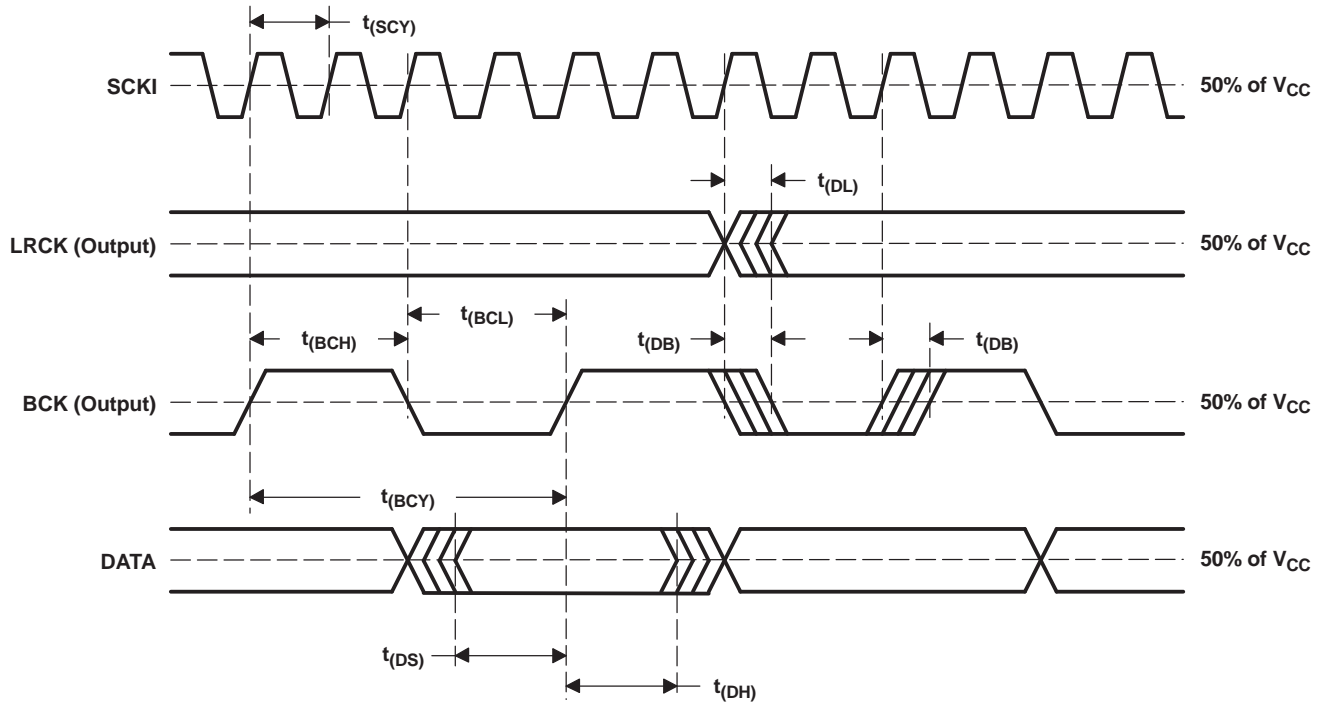 t(SCY)
SCKI
50% of VCC
t(DL)
LRCK (Output)
50% of VCC
t(BCL)
t(BCH)
t(DB)
t(DB)
BCK (Output)
50% of VCC
t(BCY)
DATA
50% of VCC
t(DS)
t(DH)